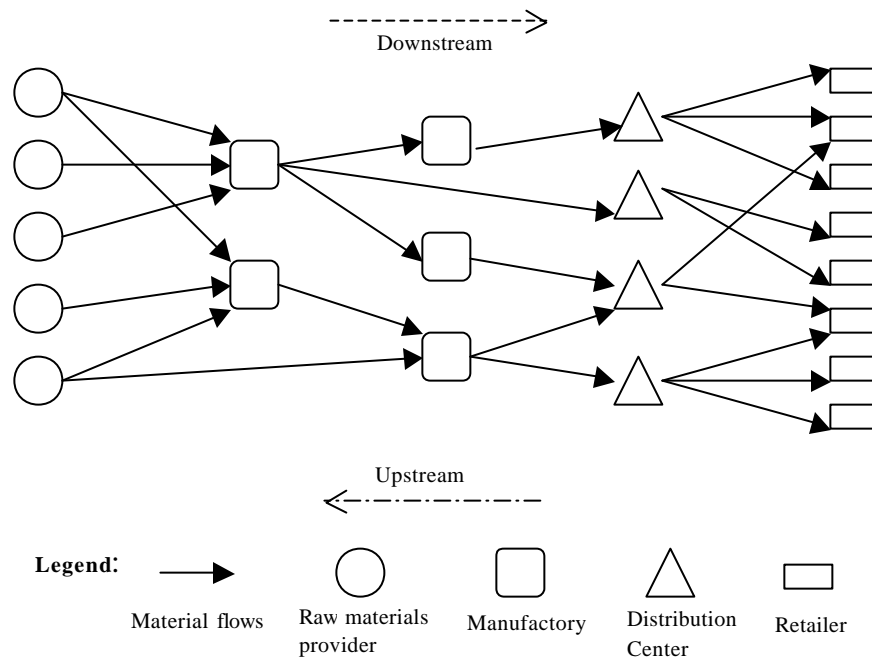 Downstream
Upstream
Legend:
Material flows
Raw materials
provider
Manufactory
Distribution
Center
Retailer